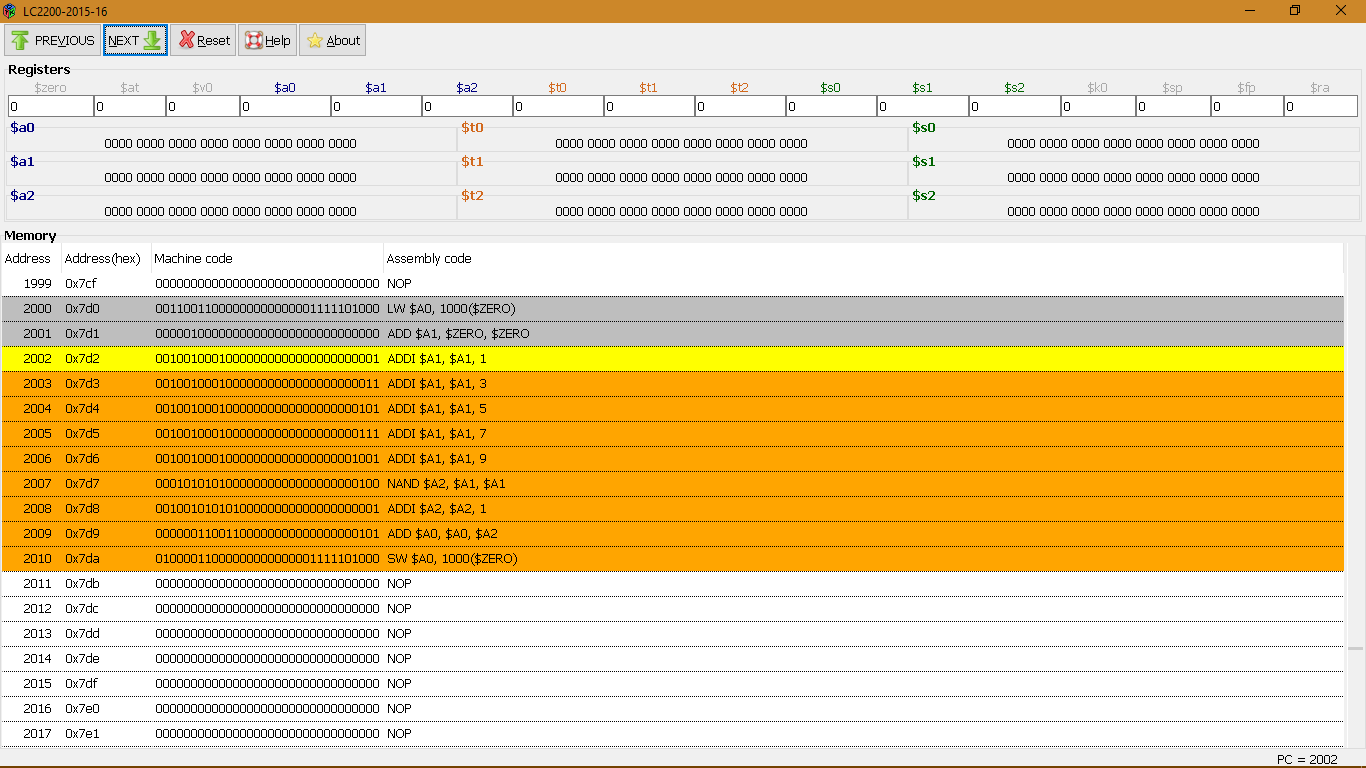 LC2200-2015-16
PREVIOUS NEXT Reset Help About
Registers
$zero $at $v0 $a0 $a1 $a2 $t0 $t1 $t2 $s0 $s1 $s2 $k0 $sp $fp $ra
0 0 0 0 0 0 0 0 0 0 0 0 0 0 0 0
$a0 $t0 $s0
0000 0000 0000 0000 0000 0000 0000 0000 0000 0000 0000 0000 0000 0000 0000 0000 0000 0000 0000 0000 0000 0000 0000 0000
$a1 $t1 $s1
0000 0000 0000 0000 0000 0000 0000 0000 0000 0000 0000 0000 0000 0000 0000 0000 0000 0000 0000 0000 0000 0000 0000 0000
$a2 $t2 $s2
0000 0000 0000 0000 0000 0000 0000 0000 0000 0000 0000 0000 0000 0000 0000 0000 0000 0000 0000 0000 0000 0000 0000 0000
Memory
Address Address(hex) Machine code Assembly code
1999 0x7cf 00000000000000000000000000000000 NOP
2000 0x7d0 00110011000000000000001111101000 LW $A0, 1000($ZERO)
2001 0x7d1 00000100000000000000000000000000 ADD $A1, $ZERO, $ZERO
2002 0x7d2 00100100010000000000000000000001 ADDI $A1, $A1, 1
2003 0x7d3 00100100010000000000000000000011 ADDI $A1, $A1, 3
2004 0x7d4 00100100010000000000000000000101 ADDI $A1, $A1, 5
2005 0x7d5 00100100010000000000000000000111 ADDI $A1, $A1, 7
2006 0x7d6 00100100010000000000000000001001 ADDI $A1, $A1, 9
2007 0x7d7 00010101010000000000000000000100 NAND $A2, $A1, $A1
2008 0x7d8 00100101010100000000000000000001 ADDI $A2, $A2, 1
2009 0x7d9 00000011001100000000000000000101 ADD $A0, $A0, $A2
2010 0x7da 01000011000000000000001111101000 SW $A0, 1000($ZERO)
2011 0x7db 00000000000000000000000000000000 NOP
2012 0x7dc 00000000000000000000000000000000 NOP
2013 0x7dd 00000000000000000000000000000000 NOP
2014 0x7de 00000000000000000000000000000000 NOP
2015 0x7df 00000000000000000000000000000000 NOP
2016 0x7e0 00000000000000000000000000000000 NOP
2017 0x7e1 00000000000000000000000000000000 NOP
PC = 2002